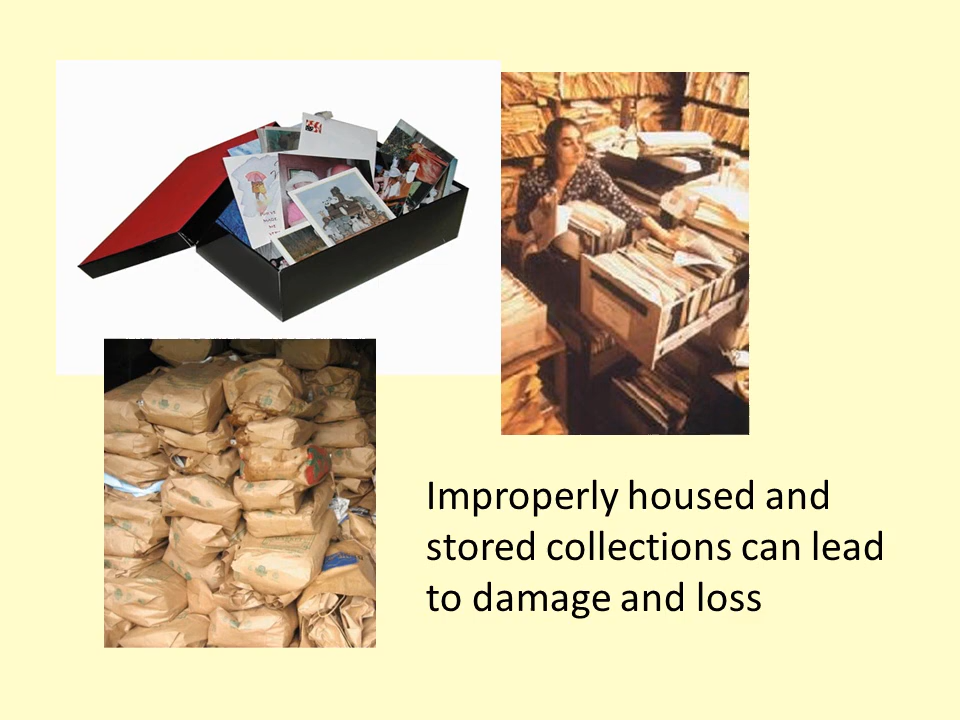 Improperly housed and
stored collections can lead
to damage and loss